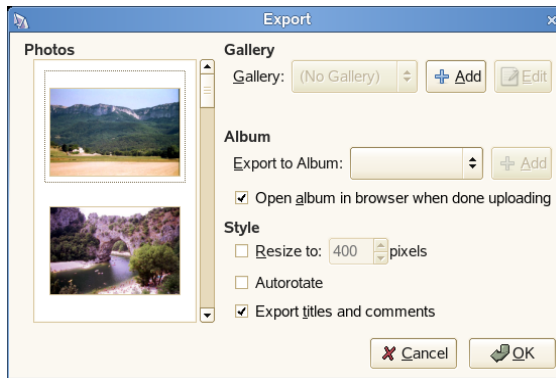 Export
Photos
Gallery
Gallery: (No Gallery) Add Edit
Album
Export to Album: Add
Open album in browser when done uploading
Style
Resize to: 400 pixels
Autorotate
Export titles and comments
Cancel OK